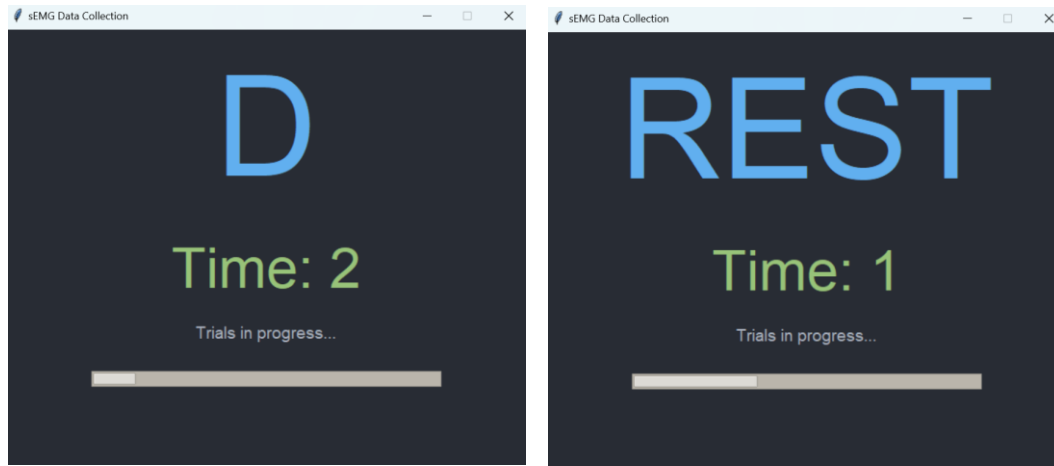 sEMG Data Collection
D
Time: 2
Trials in progress...
sEMG Data Collection
REST
Time: 1
Trials in progress...